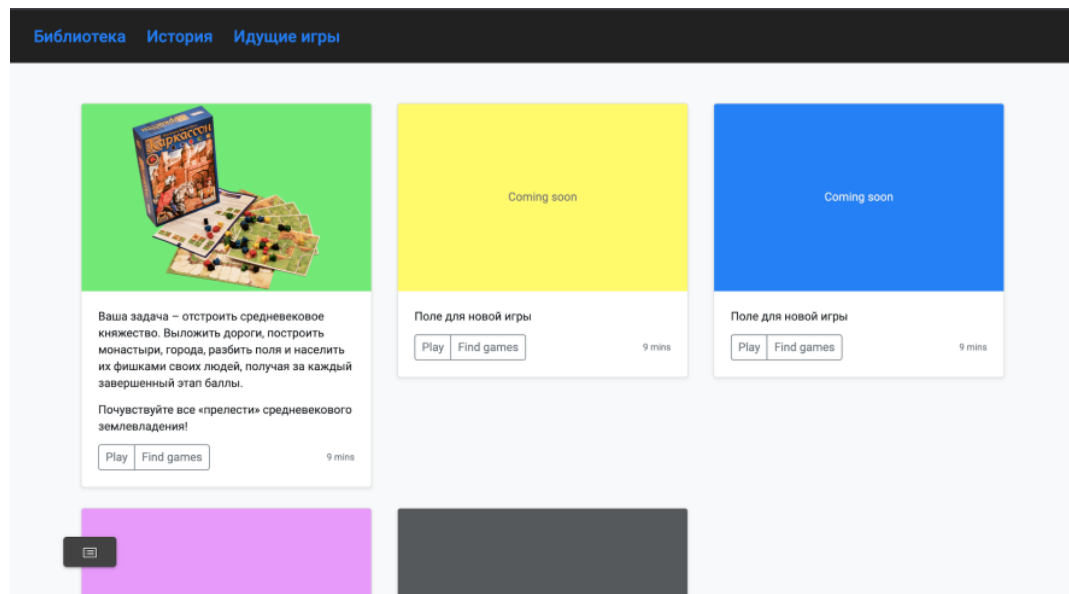 Библиотека История Идущие игры
Каркассон
Coming soon
Coming soon
Ваша задача – отстроить средневековое
княжество. Выложить дороги, построить
монастыри, города, разбить поля и населить
их фишками своих людей, получая за каждый
завершенный этап баллы.
Почувствуйте все «прелести» средневекового
землевладения!
Play Find games 9 mins
Поле для новой игры
Play Find games 9 mins
Поле для новой игры
Play Find games 9 mins